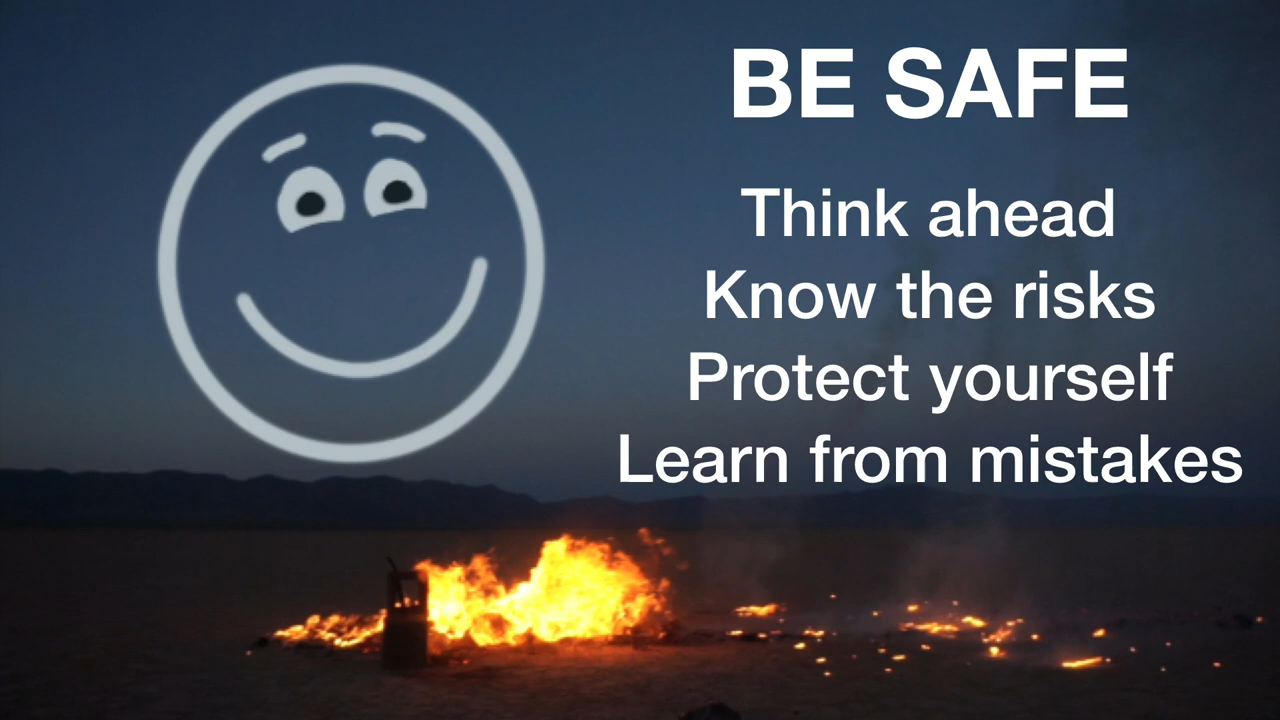 BE SAFE
Think ahead
Know the risks
Protect yourself
Learn from mistakes